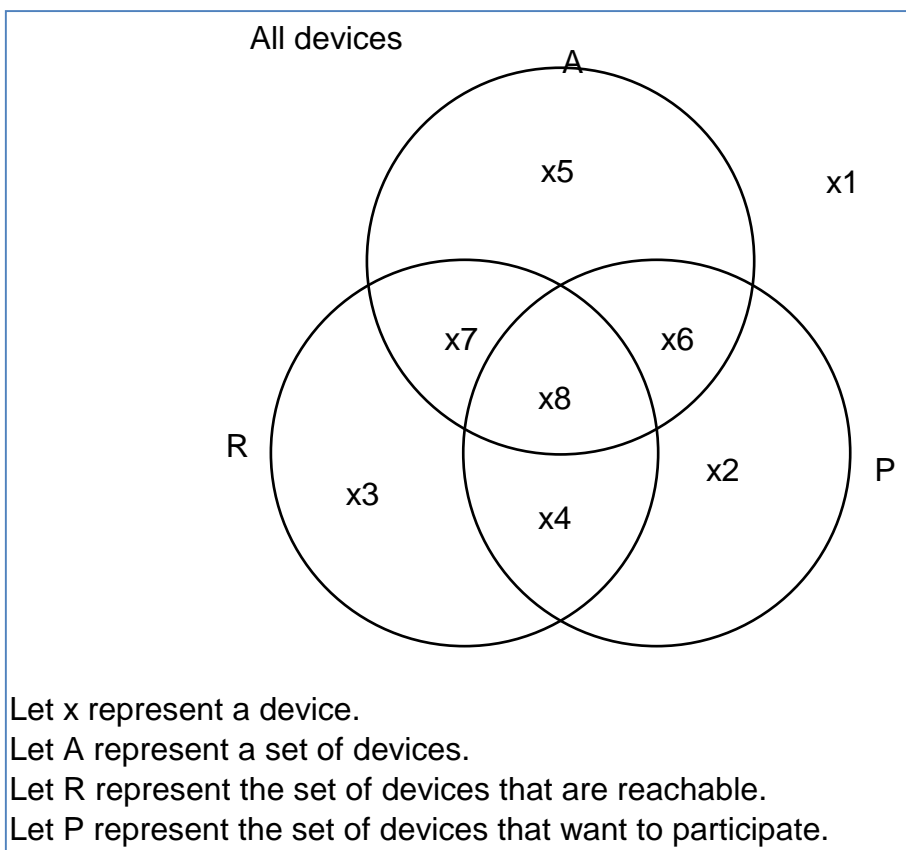 All devices
A
x5
x1
x7
x6
x8
R
x2
P
x3
x4
Let x represent a device.
Let A represent a set of devices.
Let R represent the set of devices that are reachable.
Let P represent the set of devices that want to participate.